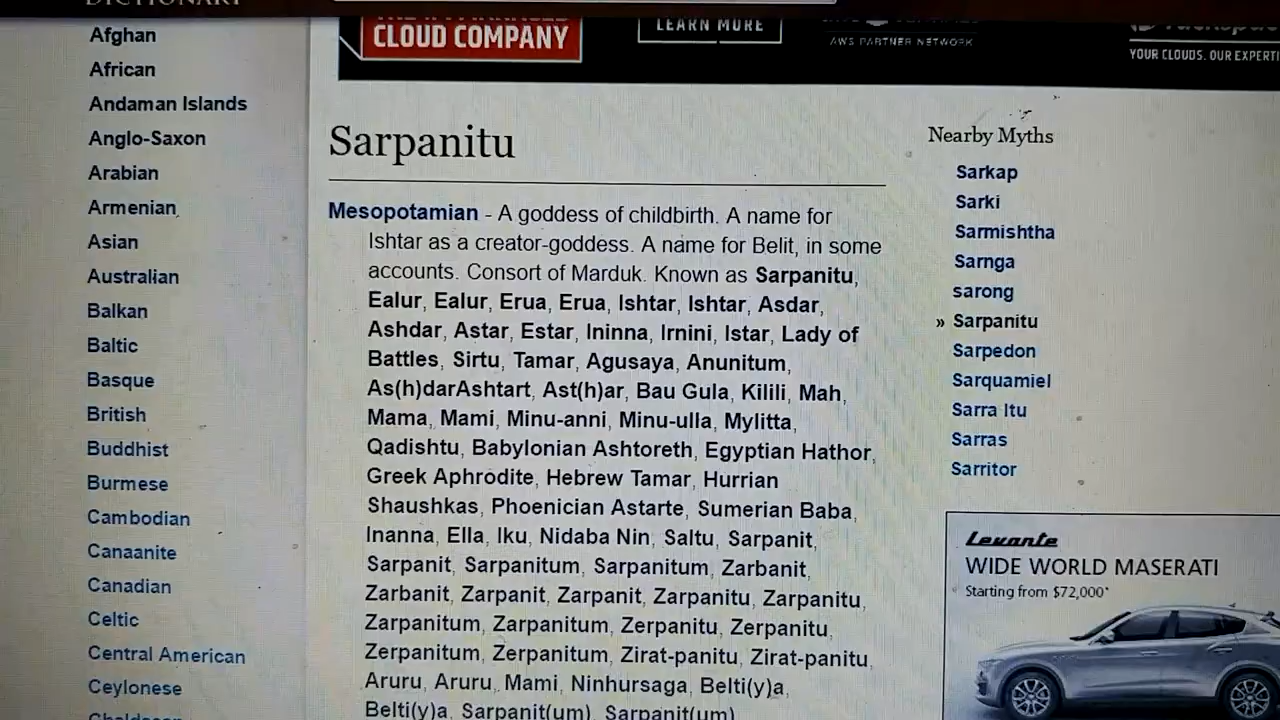 DICTIONARY
Afghan
African
Andaman Islands
Anglo-Saxon
Arabian
Armenian
Asian
Australian
Balkan
Baltic
Basque
British
Buddhist
Burmese
Cambodian
Canaanite
Canadian
Celtic
Central American
Ceylonese
CLOUD COMPANY
LEARN MORE
AWS PARTNER NETWORK
YOUR CLOUDS. OUR EXPERTI
Sarpanitu
Mesopotamian - A goddess of childbirth. A name for
Ishtar as a creator-goddess. A name for Belit, in some
accounts. Consort of Marduk. Known as Sarpanitu,
Ealur, Ealur, Erua, Erua, Ishtar, Ishtar, Asdar,
Ashdar, Astar, Estar, Ininna, Irnini, Istar, Lady of
Battles, Sirtu, Tamar, Agusaya, Anunitum,
As(h)darAshtart, Ast(h)ar, Bau Gula, Kilili, Mah,
Mama, Mami, Minu-anni, Minu-ulla, Mylitta,
Qadishtu, Babylonian Ashtoreth, Egyptian Hathor,
Greek Aphrodite, Hebrew Tamar, Hurrian
Shaushkas, Phoenician Astarte, Sumerian Baba,
Inanna, Ella, Iku, Nidaba Nin, Saltu, Sarpanit,
Sarpanit, Sarpanitum, Sarpanitum, Zarbanit,
Zarbanit, Zarpanit, Zarpanit, Zarpanitu, Zarpanitu,
Zarpanitum, Zarpanitum, Zerpanitu, Zerpanitu,
Zerpanitum, Zerpanitum, Zirat-panitu, Zirat-panitu,
Aruru, Aruru, Mami, Ninhursaga, Belti(y)a,
Belti(y)a, Sarpanit(um), Sarpanit(um)
Nearby Myths
Sarkap
Sarki
Sarmishtha
Sarnga
sarong
» Sarpanitu
Sarpedon
Sarquamiel
Sarra Itu
Sarras
Sarritor
Levante
WIDE WORLD MASERATI
Starting from $72,000*